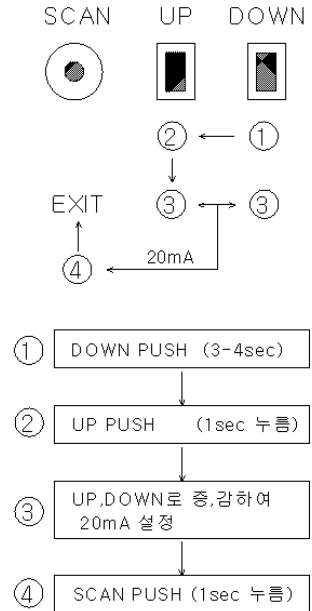 SCAN UP DOWN
② ①
EXIT ③ ③
20mA
④
① DOWN PUSH (3-4sec)
② UP PUSH (1sec 누름)
③ UP,DOWN로 증,감하여
20mA 설정
④ SCAN PUSH (1sec 누름)